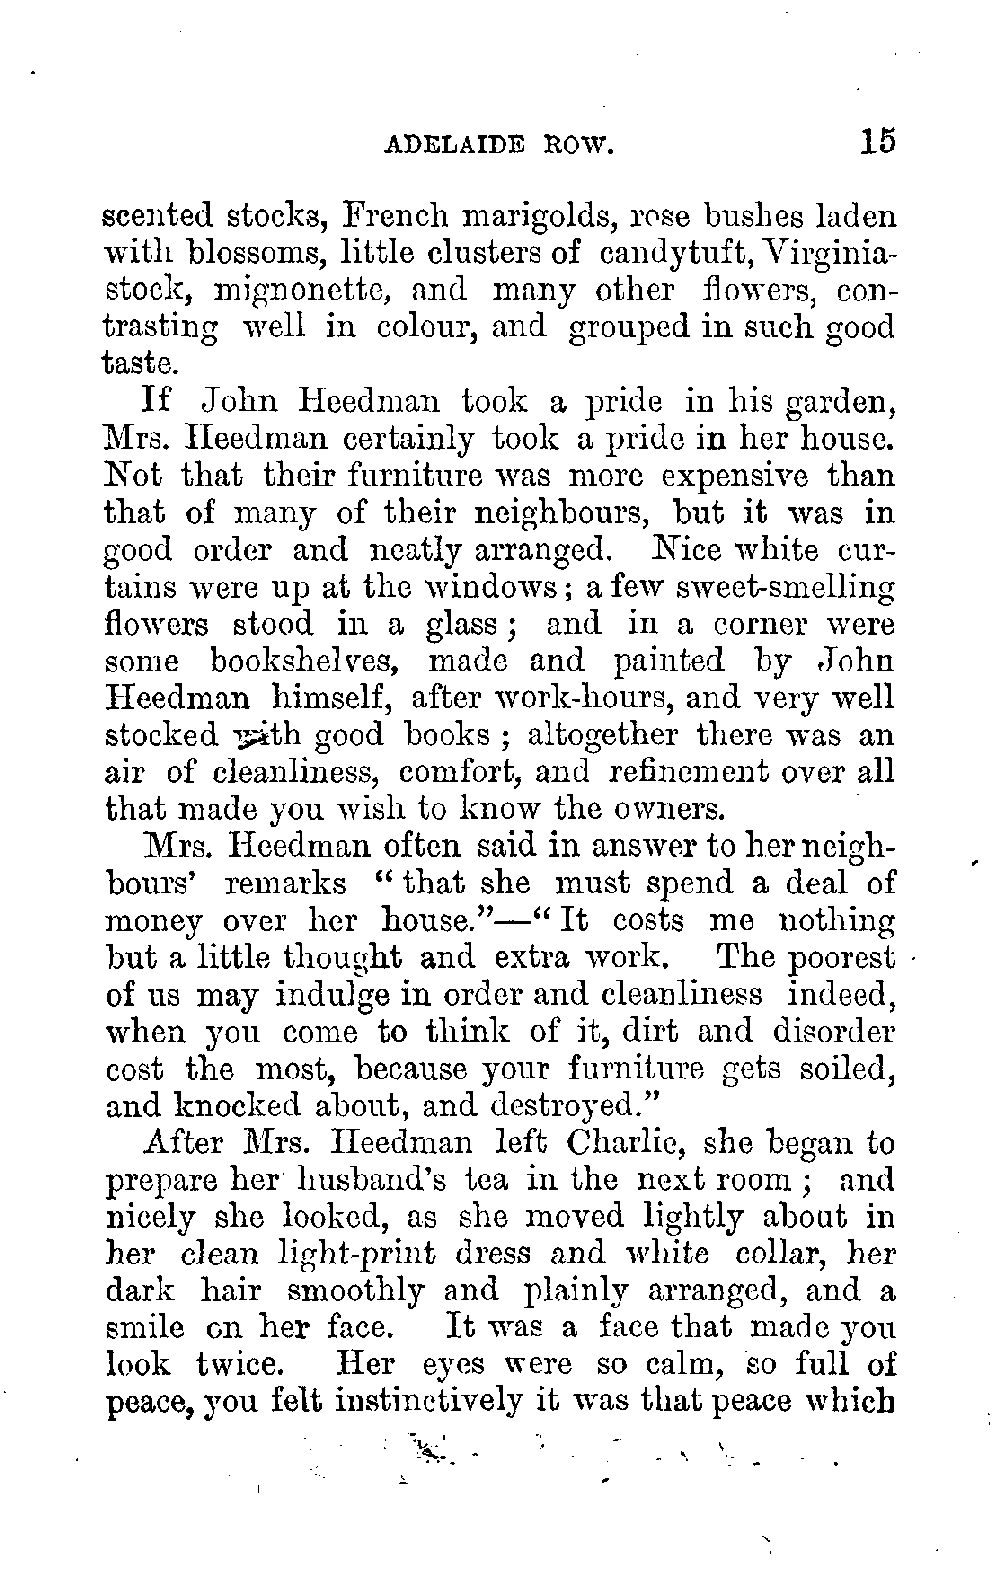 ADELAIDE ROW. 15
scented stocks, French marigolds, rose bushes laden
with blossoms, little clusters of candytuft, Virginia-
stock, mignonette, and many other flowers, con-
trasting well in colour, and grouped in such good
taste.
If John Heedman took a pride in his garden,
Mrs. Heedman certainly took a pride in her house.
Not that their furniture was more expensive than
that of many of their neighbours, but it was in
good order and neatly arranged. Nice white cur-
tains were up at the windows; a few sweet-smelling
flowers stood in a glass; and in a corner were
some bookshelves, made and painted by John
Heedman himself, after work-hours, and very well
stocked with good books; altogether there was an
air of cleanliness, comfort, and refinement over all
that made you wish to know the owners.
Mrs. Heedman often said in answer to her neigh-
bours' remarks "that she must spend a deal of
money over her house."—"It costs me nothing
but a little thought and extra work. The poorest
of us may indulge in order and cleanliness indeed,
when you come to think of it, dirt and disorder
cost the most, because your furniture gets soiled,
and knocked about, and destroyed."
After Mrs. Heedman left Charlie, she began to
prepare her husband's tea in the next room; and
nicely she looked, as she moved lightly about in
her clean light-print dress and white collar, her
dark hair smoothly and plainly arranged, and a
smile on her face. It was a face that made you
look twice. Her eyes were so calm, so full of
peace, you felt instinctively it was that peace which